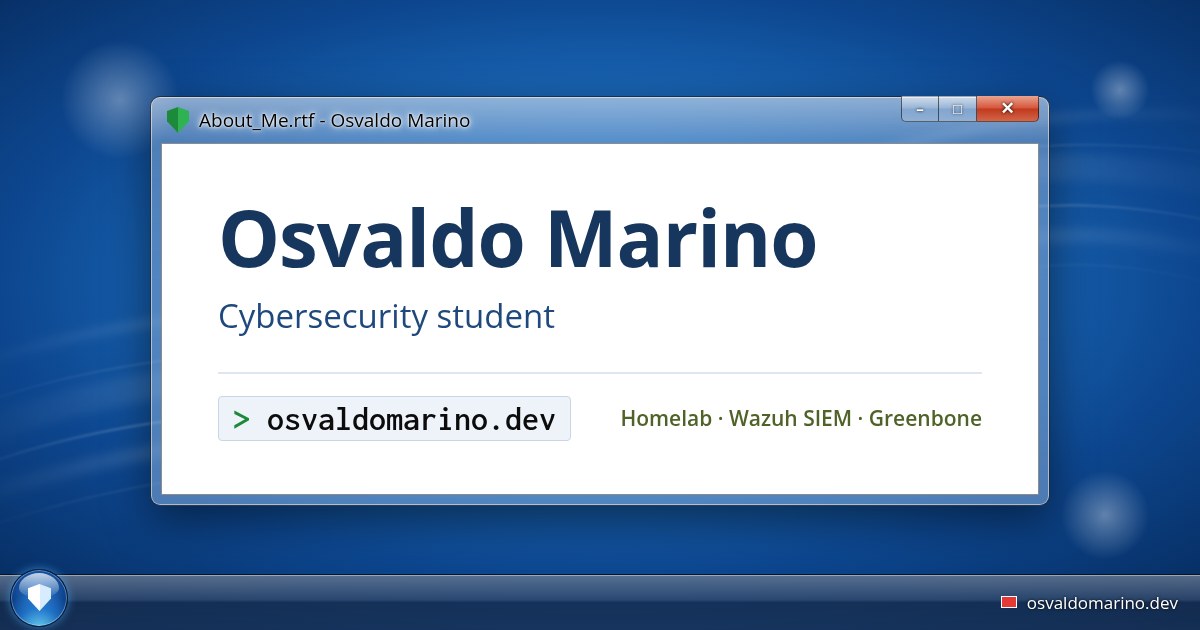 About_Me.rtf - Osvaldo Marino
Osvaldo Marino
Cybersecurity student
> osvaldomarino.dev
Homelab · Wazuh SIEM · Greenbone
osvaldomarino.dev